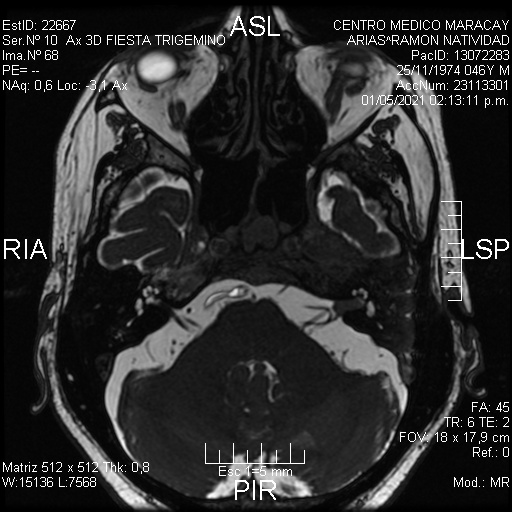 EstID: 22667
Ser.Nº 10 Ax 3D FIESTA TRIGEMINO
Ima.Nº 68
PE= --
NAq: 0,6 Loc: -3,1 Ax
ASL
CENTRO MEDICO MARACAY
ARIAS^RAMON NATIVIDAD
PacID: 13072283
25/11/1974 046Y M
AccNum: 23113301
01/05/2021 02:13:11 p.m.
RIA
LSP
FA: 45
TR: 6 TE: 2
FOV: 18 x 17,9 cm
Ref.: 0
Mod.: MR
Matriz 512 x 512 Thk: 0,8
W:15136 L:7568
Esc 1=5 mm
PIR